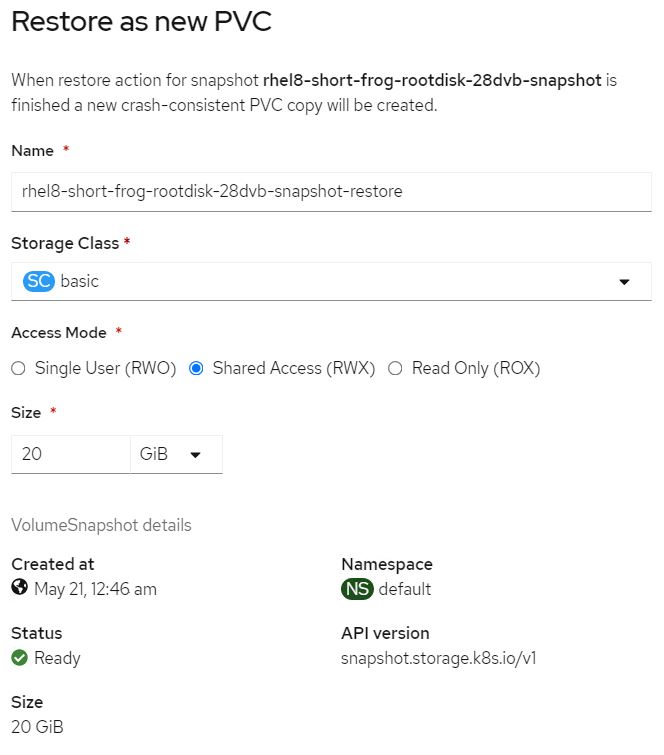 Restore as new PVC
When restore action for snapshot rhel8-short-frog-rootdisk-28dvb-snapshot is
finished a new crash-consistent PVC copy will be created.
Name *
rhel8-short-frog-rootdisk-28dvb-snapshot-restore
Storage Class *
SC basic
Access Mode *
Single User (RWO) Shared Access (RWX) Read Only (ROX)
Size *
20 GiB
VolumeSnapshot details
Created at Namespace
May 21, 12:46 am NS default
Status API version
Ready snapshot.storage.k8s.io/v1
Size
20 GiB